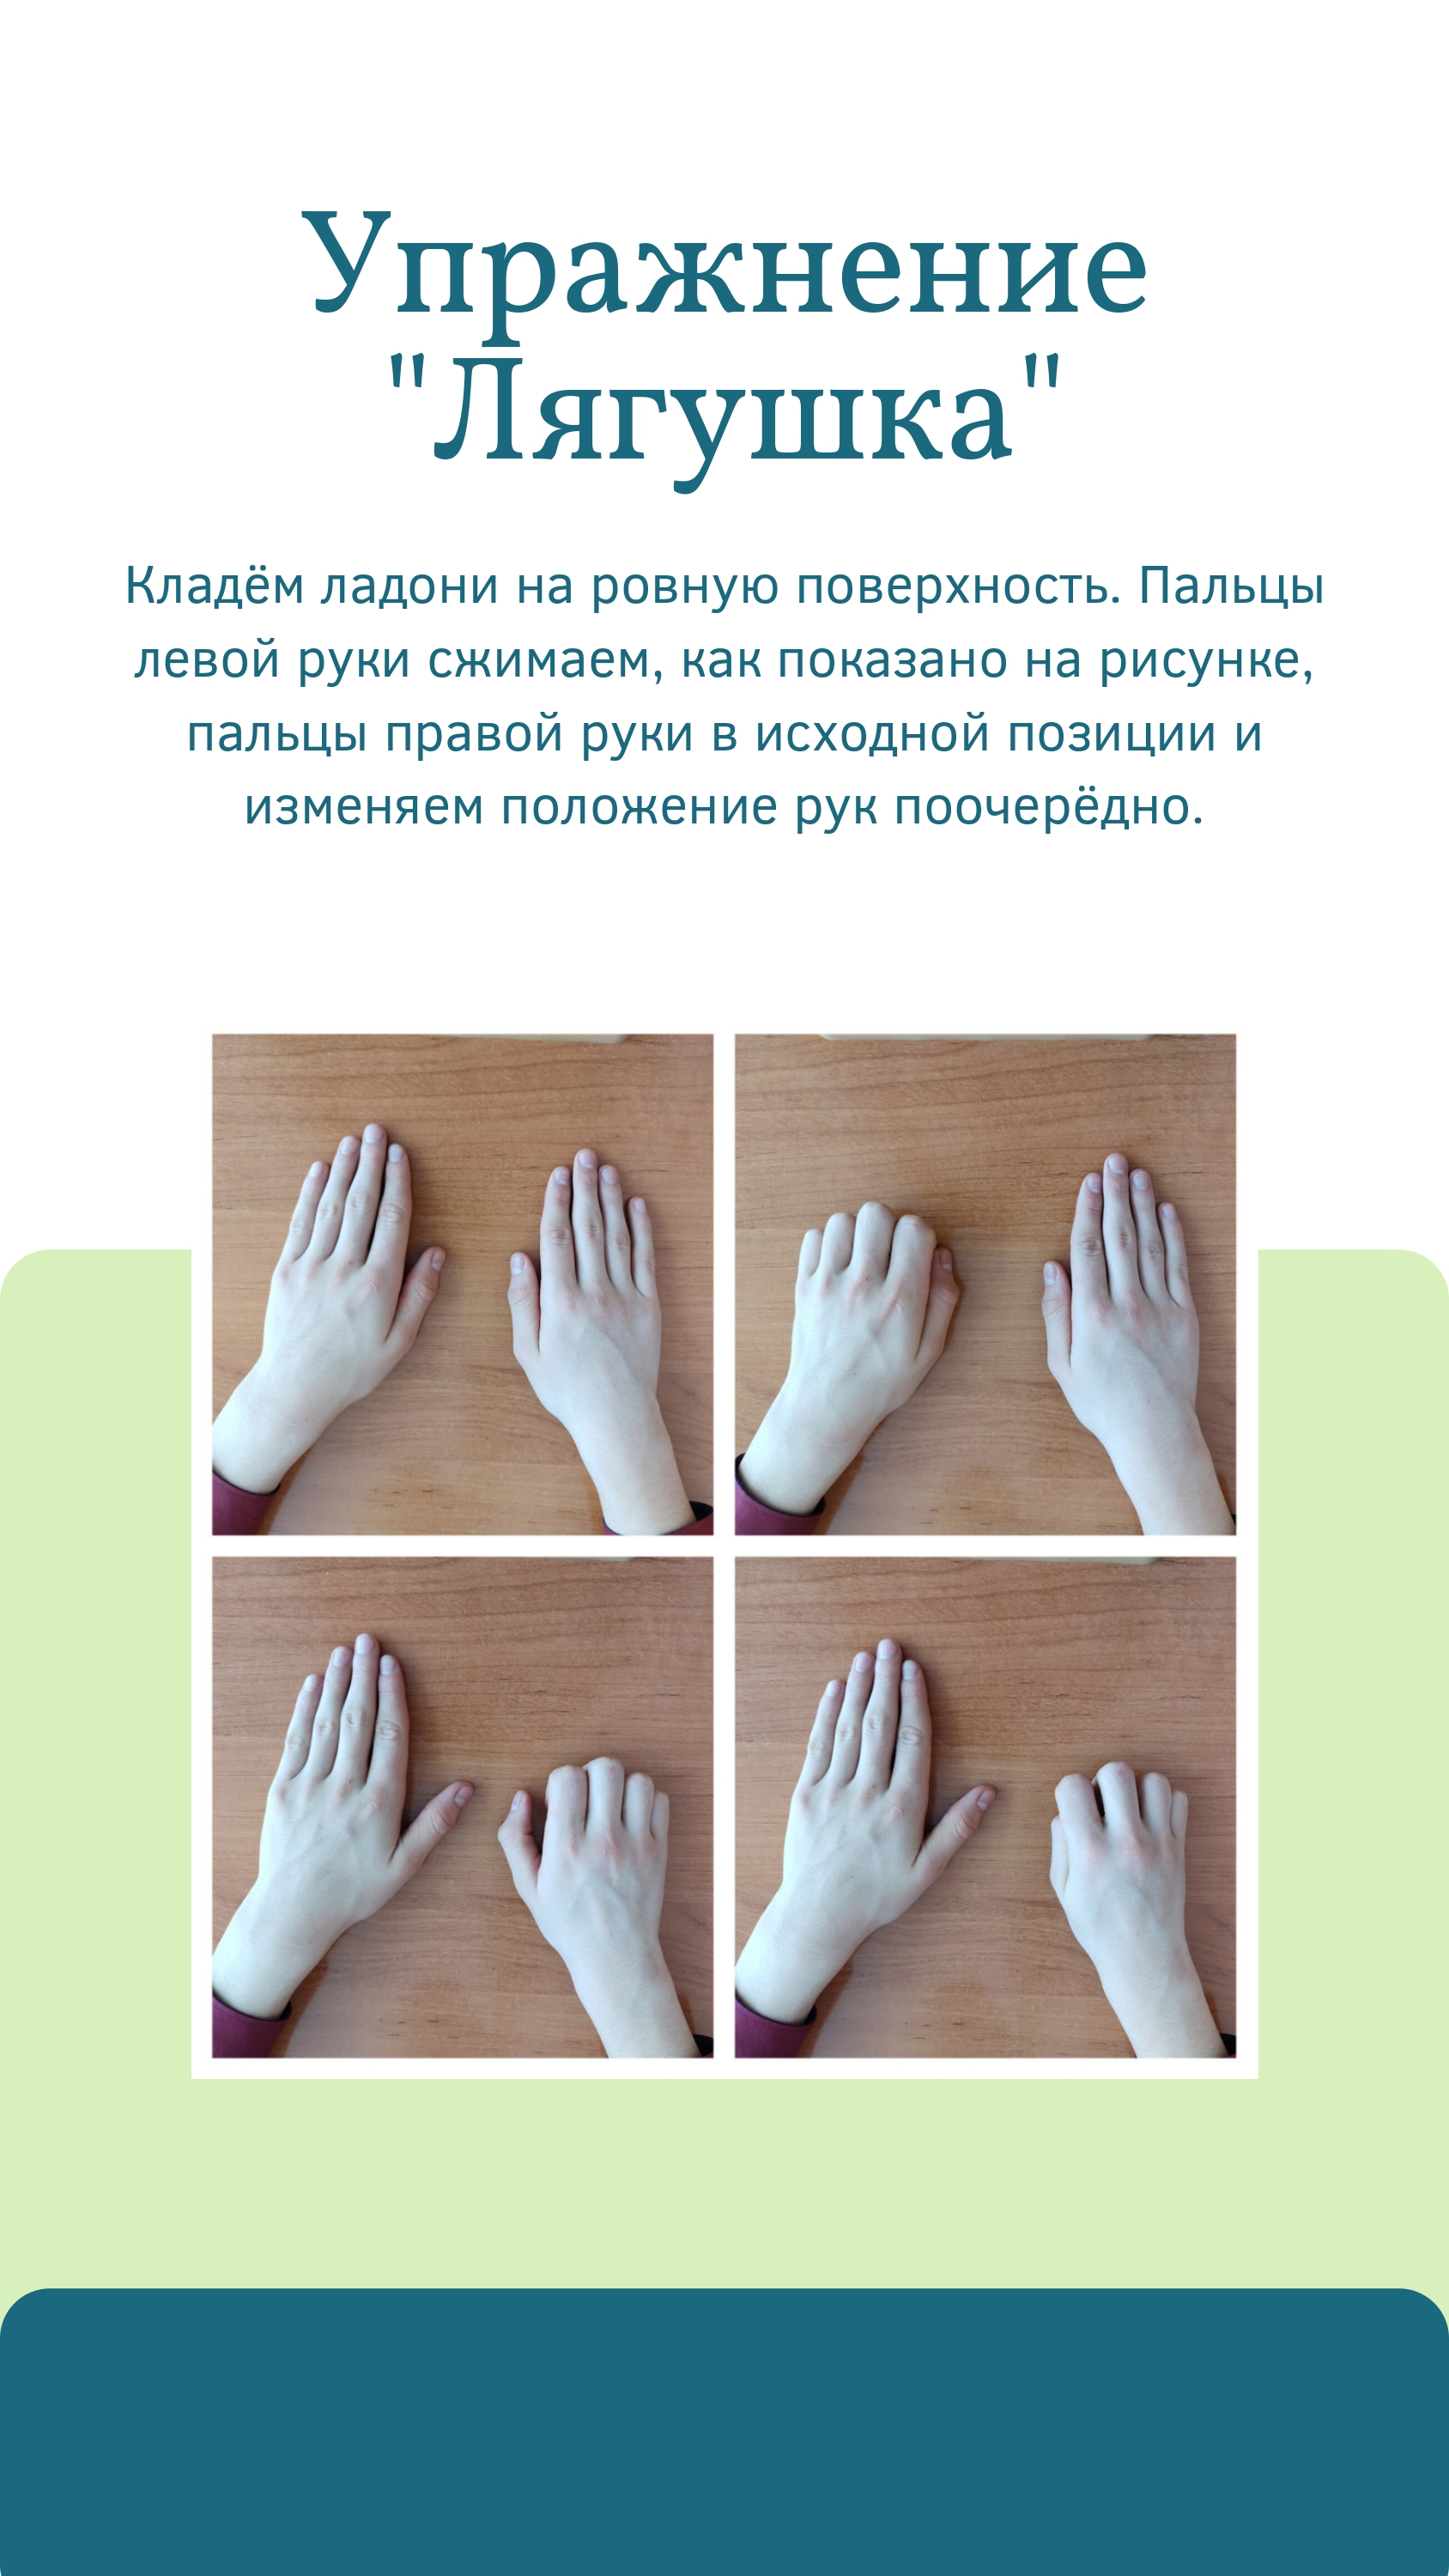 Упражнение
"Лягушка"
Кладём ладони на ровную поверхность. Пальцы
левой руки сжимаем, как показано на рисунке,
пальцы правой руки в исходной позиции и
изменяем положение рук поочерёдно.